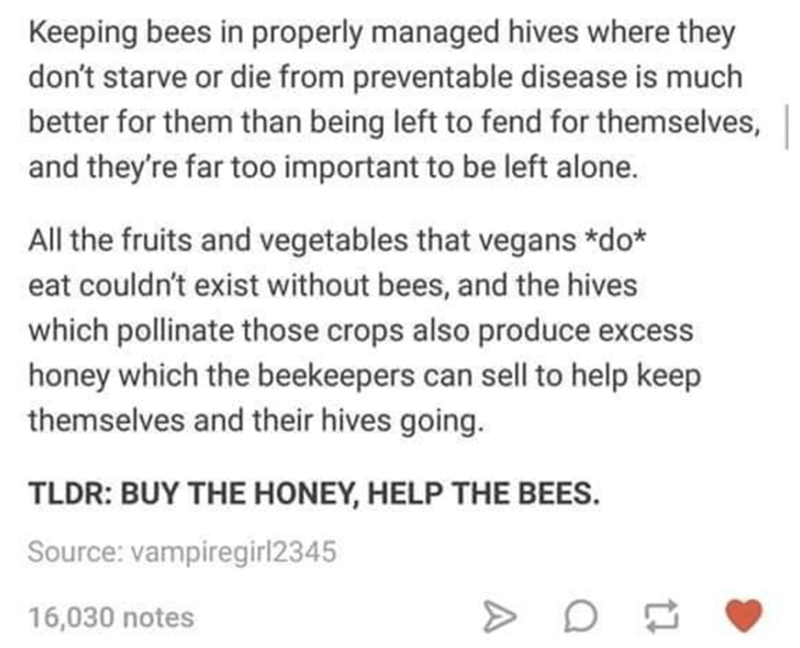 Keeping bees in properly managed hives where they
don't starve or die from preventable disease is much
better for them than being left to fend for themselves,
and they're far too important to be left alone.
All the fruits and vegetables that vegans *do*
eat couldn't exist without bees, and the hives
which pollinate those crops also produce excess
honey which the beekeepers can sell to help keep
themselves and their hives going.
TLDR: BUY THE HONEY, HELP THE BEES.
Source: vampiregirl2345
16,030 notes